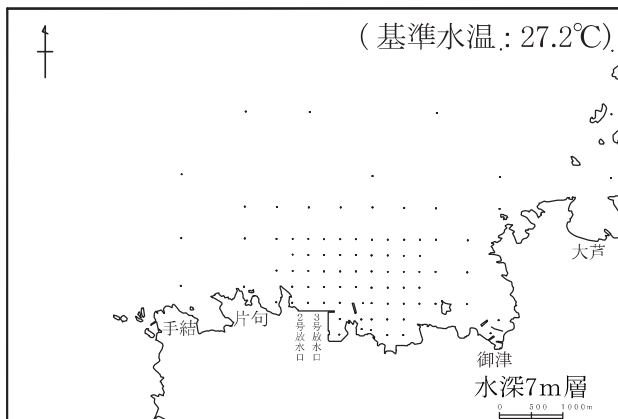 (基準水温:27.2℃)
大芦
手結
片句
2号放水口
3号放水口
御津
水深7m層
0 500 1000m